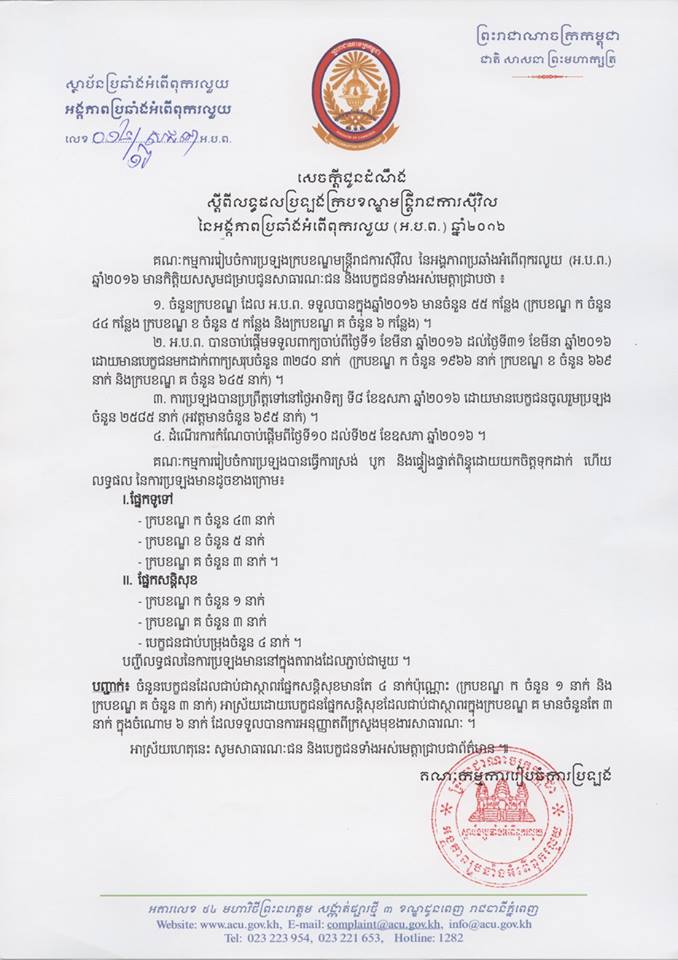 ព្រះរាជាណាចក្រកម្ពុជា
ជាតិ សាសនា ព្រះមហាក្សត្រ
ស្ថាប័នប្រឆាំងអំពើពុករលួយ
អង្គភាពប្រឆាំងអំពើពុករលួយ
លេខ អ.ប.ព.
សេចក្តីជូនដំណឹង
ស្តីពីលទ្ធផលប្រឡងក្របខណ្ឌមន្ត្រីរាជការស៊ីវិល
នៃអង្គភាពប្រឆាំងអំពើពុករលួយ (អ.ប.ព.) ឆ្នាំ២០១៦
គណៈកម្មការរៀបចំការប្រឡងក្របខណ្ឌមន្ត្រីរាជការស៊ីវិល នៃអង្គភាពប្រឆាំងអំពើពុករលួយ (អ.ប.ព.)
ឆ្នាំ២០១៦ មានកិត្តិយសសូមជម្រាបជូនសាធារណៈជន និងបេក្ខជនទាំងអស់មេត្តាជ្រាបថា ៖
១. ចំនួនក្របខណ្ឌ ដែល អ.ប.ព. ទទួលបានក្នុងឆ្នាំ២០១៦ មានចំនួន ៥៥ កន្លែង (ក្របខណ្ឌ ក ចំនួន
៤៤ កន្លែង ក្របខណ្ឌ ខ ចំនួន ៥ កន្លែង និងក្របខណ្ឌ គ ចំនួន ៦ កន្លែង) ។
២. អ.ប.ព. បានចាប់ផ្តើមទទួលពាក្យចាប់ពីថ្ងៃទី១ ខែមីនា ឆ្នាំ២០១៦ ដល់ថ្ងៃទី៣១ ខែមីនា ឆ្នាំ២០១៦
ដោយមានបេក្ខជនមកដាក់ពាក្យសរុបចំនួន ៣២៨០ នាក់ (ក្របខណ្ឌ ក ចំនួន ១៩៦៦ នាក់ ក្របខណ្ឌ ខ ចំនួន ៦៦៩
នាក់ និងក្របខណ្ឌ គ ចំនួន ៦៤៥ នាក់) ។
៣. ការប្រឡងបានប្រព្រឹត្តទៅនៅថ្ងៃអាទិត្យ ទី៨ ខែឧសភា ឆ្នាំ២០១៦ ដោយមានបេក្ខជនចូលរួមប្រឡង
ចំនួន ២៥៨៥ នាក់ (អវត្តមានចំនួន ៦៩៥ នាក់) ។
៤. ដំណើរការកំណែចាប់ផ្តើមពីថ្ងៃទី១០ ដល់ទី២៥ ខែឧសភា ឆ្នាំ២០១៦ ។
គណៈកម្មការរៀបចំការប្រឡងបានធ្វើការស្រង់ បូក និងផ្ទៀងផ្ទាត់ពិន្ទុដោយយកចិត្តទុកដាក់ ហើយ
លទ្ធផល នៃការប្រឡងមានដូចខាងក្រោម៖
I.ផ្នែកទូទៅ
- ក្របខណ្ឌ ក ចំនួន ៤៣ នាក់
- ក្របខណ្ឌ ខ ចំនួន ៥ នាក់
- ក្របខណ្ឌ គ ចំនួន ៣ នាក់ ។
II. ផ្នែកសន្តិសុខ
- ក្របខណ្ឌ ក ចំនួន ១ នាក់
- ក្របខណ្ឌ គ ចំនួន ៣ នាក់
- បេក្ខជនជាប់បម្រុងចំនួន ៤ នាក់ ។
បញ្ជីលទ្ធផលនៃការប្រឡងមាននៅក្នុងតារាងដែលភ្ជាប់ជាមួយ ។
បញ្ជាក់៖ ចំនួនបេក្ខជនដែលជាប់ជាស្ថាពរផ្នែកសន្តិសុខមានតែ ៤ នាក់ប៉ុណ្ណោះ (ក្របខណ្ឌ ក ចំនួន ១ នាក់ និង
ក្របខណ្ឌ គ ចំនួន ៣ នាក់) អាស្រ័យដោយបេក្ខជនផ្នែកសន្តិសុខដែលជាប់ជាស្ថាពរក្នុងក្របខណ្ឌ គ មានចំនួនតែ ៣
នាក់ ក្នុងចំណោម ៦ នាក់ ដែលទទួលបានការអនុញ្ញាតពីក្រសួងមុខងារសាធារណៈ ។
អាស្រ័យហេតុនេះ សូមសាធារណៈជន និងបេក្ខជនទាំងអស់មេត្តាជ្រាបជាព័ត៌មាន ៕
គណៈកម្មការរៀបចំការប្រឡង
ព្រះរាជាណាចក្រកម្ពុជា
ស្ថាប័នប្រឆាំងអំពើពុករលួយ
អង្គភាពប្រឆាំងអំពើពុករលួយ
អគារលេខ ៥៤ មហាវិថីព្រះនរោត្តម សង្កាត់ផ្សារថ្មី ៣ ខណ្ឌដូនពេញ រាជធានីភ្នំពេញ
Website: www.acu.gov.kh, E-mail: complaint@acu.gov.kh, info@acu.gov.kh
Tel: 023 223 954, 023 221 653, Hotline: 1282